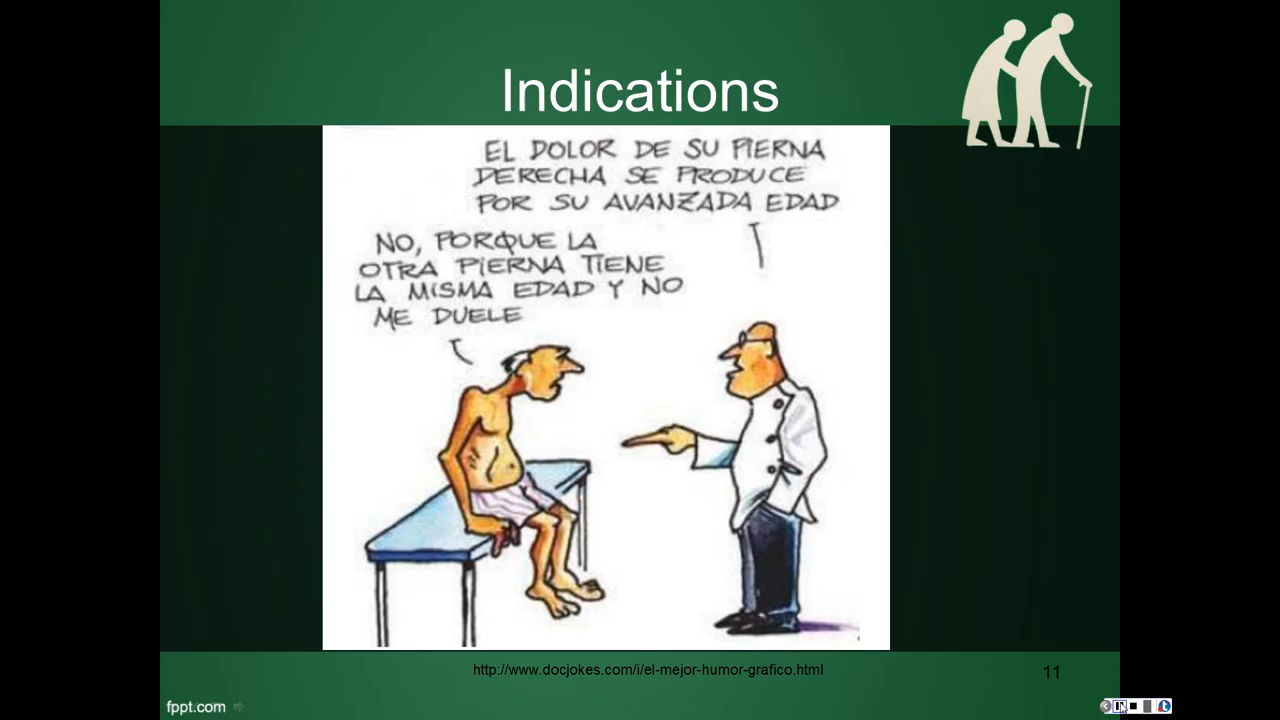 Indications
EL DOLOR DE SU PIERNA
DERECHA SE PRODUCE
POR SU AVANZADA EDAD
NO, PORQUE LA
OTRA PIERNA TIENE
LA MISMA EDAD Y NO
ME DUELE
http://www.docjokes.com/i/el-mejor-humor-grafico.html
11
fppt.com